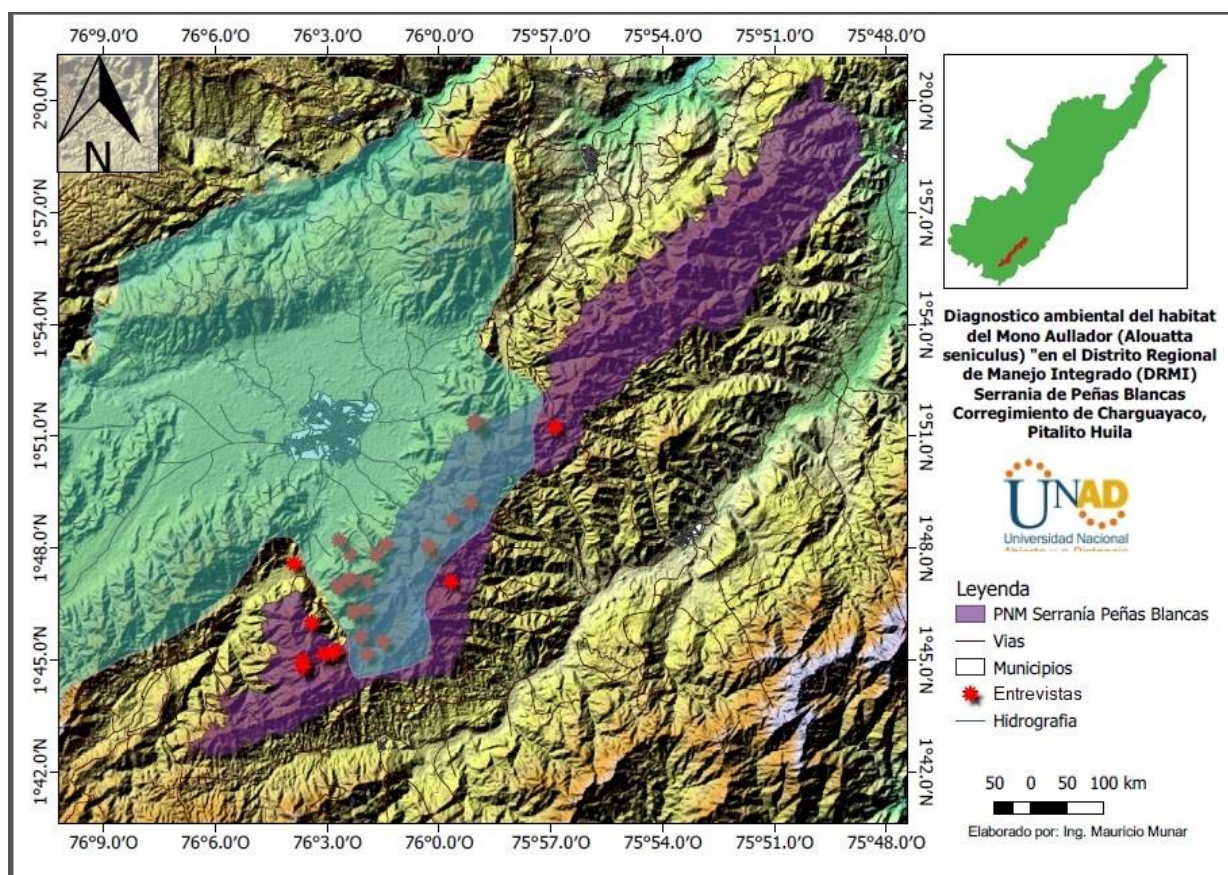 76°9.0'O 76°6.0'O 76°3.0'O 76°0.0'O 75°57.0'O 75°54.0'O 75°51.0'O 75°48.0'O
N
2°0.0'N
1°57.0'N
1°54.0'N
1°51.0'N
1°48.0'N
1°45.0'N
1°42.0'N
2°0.0'N
1°57.0'N
1°54.0'N
1°51.0'N
1°48.0'N
1°45.0'N
1°42.0'N
76°9.0'O 76°6.0'O 76°3.0'O 76°0.0'O 75°57.0'O 75°54.0'O 75°51.0'O 75°48.0'O
Diagnostico ambiental del habitat
del Mono Aullador (Alouatta
seniculus) "en el Distrito Regional
de Manejo Integrado (DRMI)
Serrania de Peñas Blancas
Corregimiento de Charguayaco,
Pitalito Huila
UNAD
Universidad Nacional
Abierta y a Distancia
Leyenda
PNM Serranía Peñas Blancas
Vias
Municipios
Entrevistas
Hidrografia
50 0 50 100 km
Elaborado por: Ing. Mauricio Munar